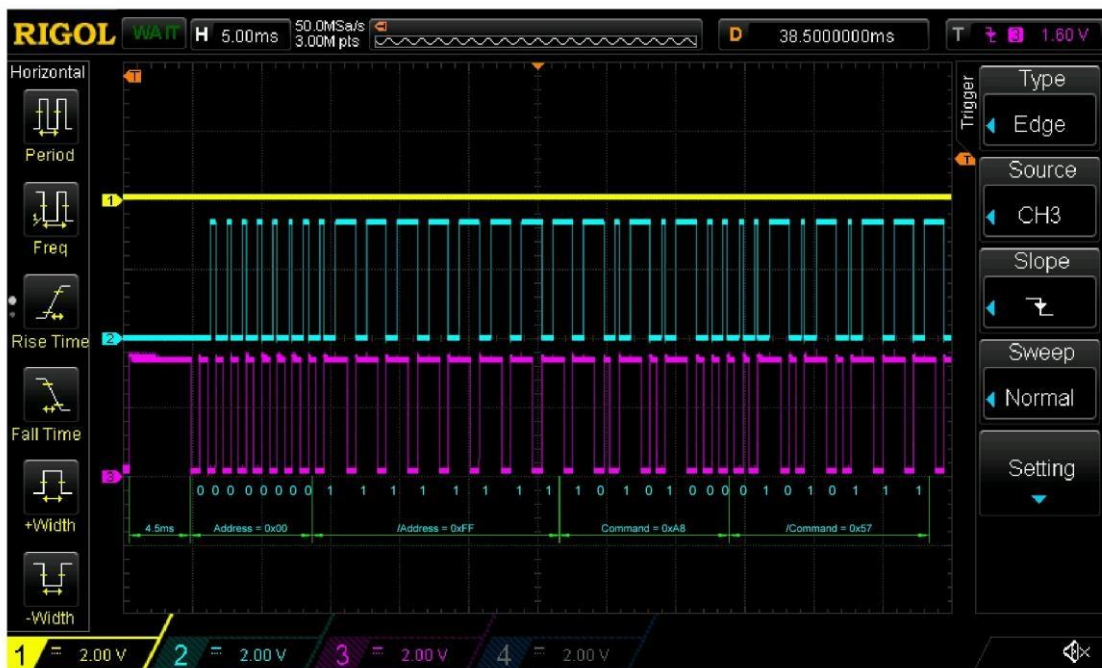 RIGOL WAIT H 5.00ms 50.0MSa/s D 38.5000000ms T 3 1.60 V
3.00M pts
Horizontal
Period
Freq
Rise Time
Fall Time
+Width
-Width
T
T
1
2
3
0 0 0 0 0 0 0 0 1 1 1 1 1 1 1 1 1 0 1 0 1 0 0 0 0 1 0 1 0 1 1 1
4.5ms Address = 0x00 /Address = 0xFF Command = 0xA8 /Command = 0x57
Trigger
Type
Edge
Source
CH3
Slope
Sweep
Normal
Setting
1 = 2.00 V 2 = 2.00 V 3 = 2.00 V 4 = 2.00 V